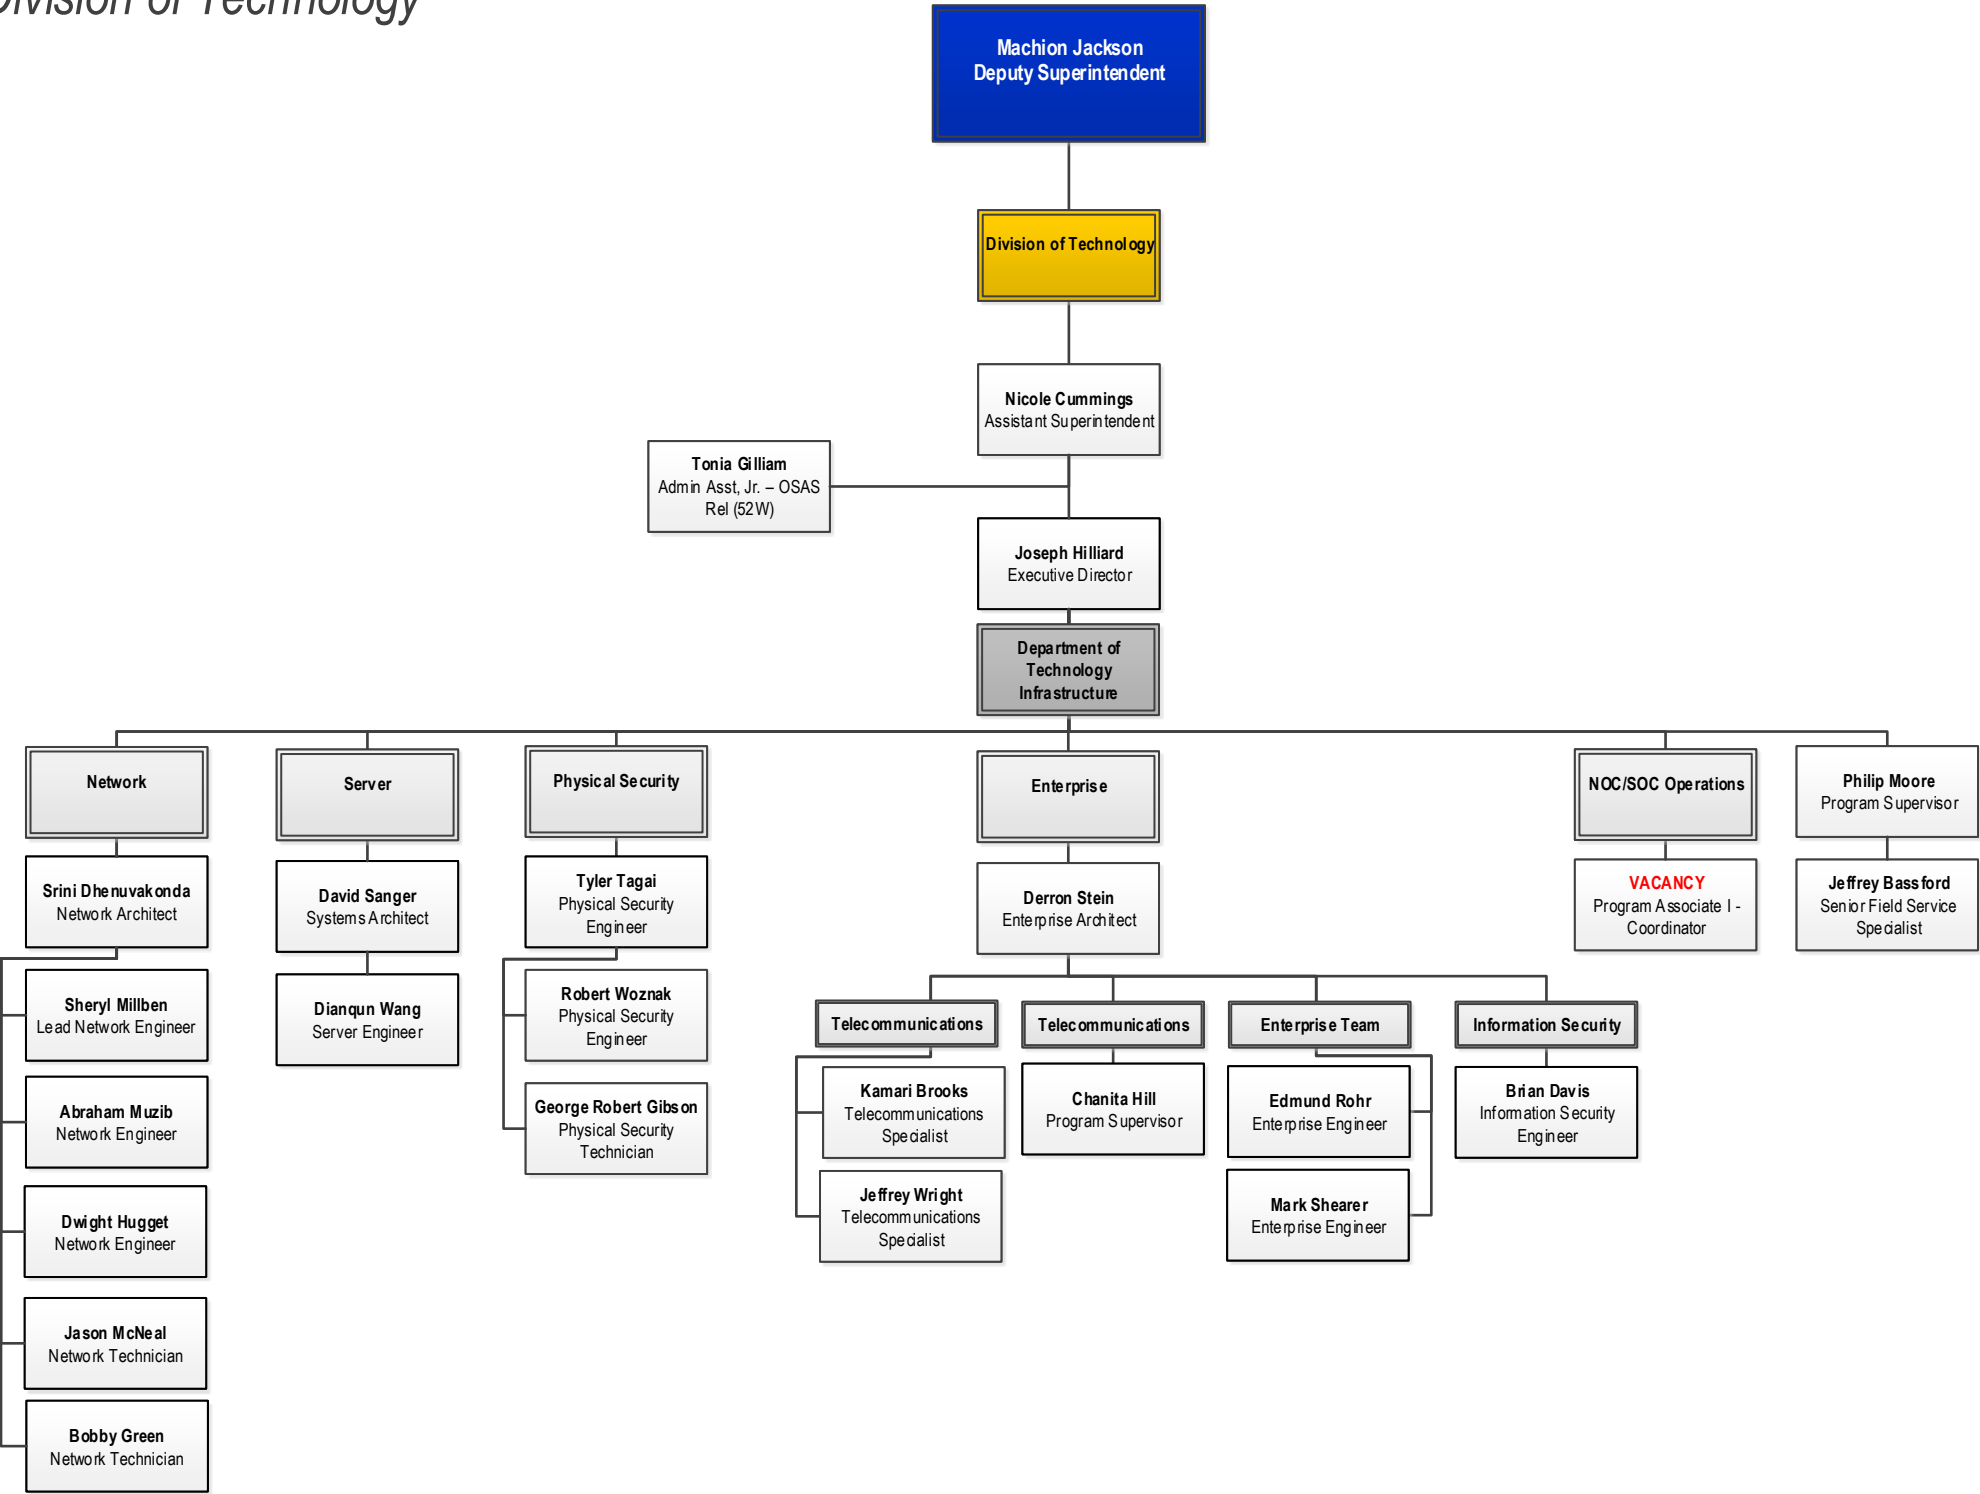 Division of Technology
Machion Jackson
Deputy Superintendent
Division of Technology
Nicole Cummings
Assistant Superintendent
Tonia Gilliam
Admin Asst, Jr. – OSAS
Rel (52W)
Joseph Hilliard
Executive Director
Department of
Technology
Infrastructure
Network
Srini Dhenuvakonda
Network Architect
Sheryl Millben
Lead Network Engineer
Abraham Muzib
Network Engineer
Dwight Hugget
Network Engineer
Jason McNeal
Network Technician
Bobby Green
Network Technician
Server
David Sanger
Systems Architect
Dianqun Wang
Server Engineer
Physical Security
Tyler Tagai
Physical Security
Engineer
Robert Woznak
Physical Security
Engineer
George Robert Gibson
Physical Security
Technician
Enterprise
Derron Stein
Enterprise Architect
Telecommunications
Kamari Brooks
Telecommunications
Specialist
Jeffrey Wright
Telecommunications
Specialist
Telecommunications
Chanita Hill
Program Supervisor
Enterprise Team
Edmund Rohr
Enterprise Engineer
Mark Shearer
Enterprise Engineer
Information Security
Brian Davis
Information Security
Engineer
NOC/SOC Operations
VACANCY
Program Associate I -
Coordinator
Philip Moore
Program Supervisor
Jeffrey Bassford
Senior Field Service
Specialist